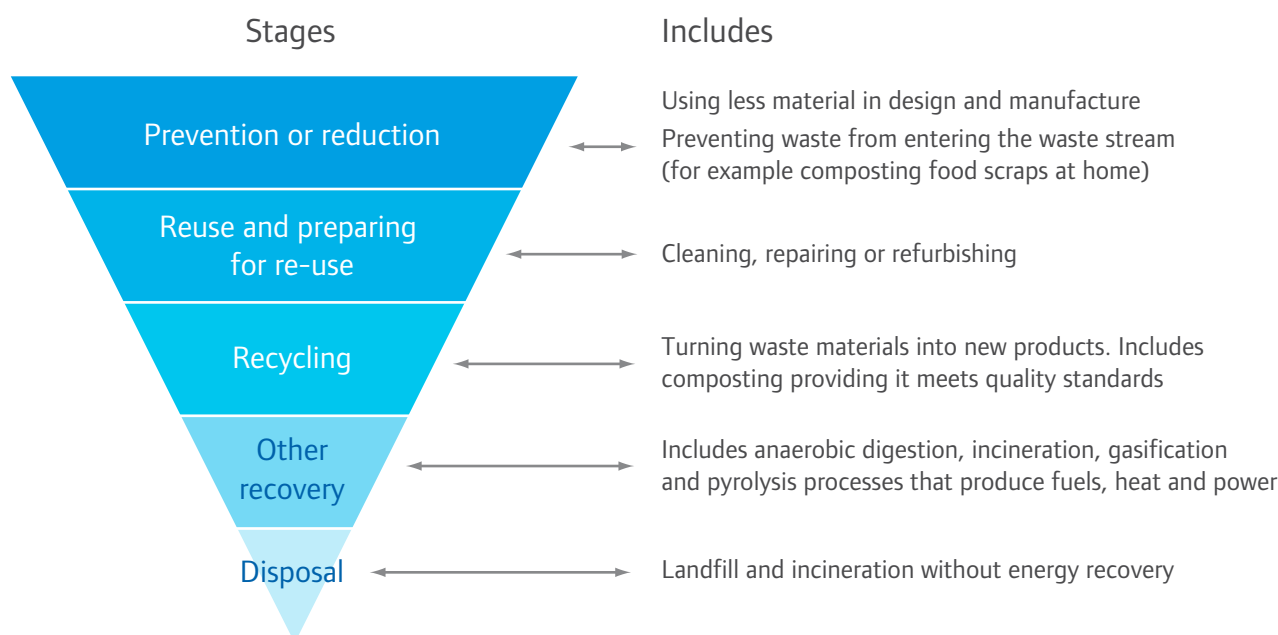 Stages
Includes
Prevention or reduction
Using less material in design and manufacture
Preventing waste from entering the waste stream
(for example composting food scraps at home)
Reuse and preparing
for re-use
Cleaning, repairing or refurbishing
Recycling
Turning waste materials into new products. Includes
composting providing it meets quality standards
Other
recovery
Includes anaerobic digestion, incineration, gasification
and pyrolysis processes that produce fuels, heat and power
Disposal
Landfill and incineration without energy recovery